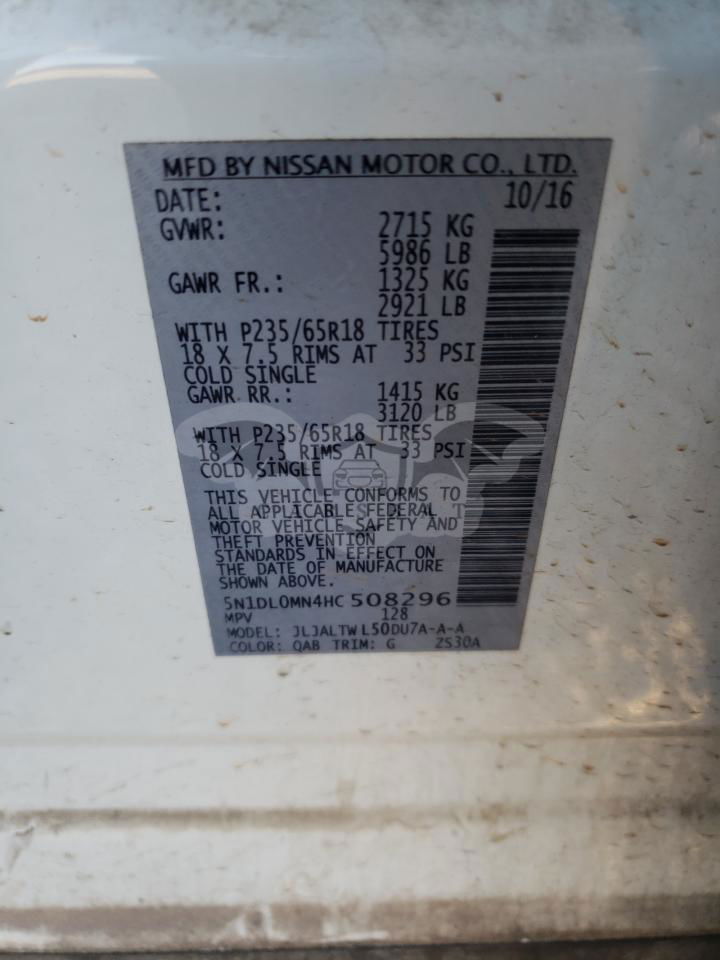 MFD BY NISSAN MOTOR CO., LTD.
DATE: 10/16
GVWR: 2715 KG
5986 LB
GAWR FR.: 1325 KG
2921 LB
WITH P235/65R18 TIRES
18 X 7.5 RIMS AT 33 PSI
COLD SINGLE
GAWR RR.: 1415 KG
3120 LB
WITH P235/65R18 TIRES
18 X 7.5 RIMS AT 33 PSI
COLD SINGLE
THIS VEHICLE CONFORMS TO
ALL APPLICABLE FEDERAL
MOTOR VEHICLE SAFETY AND
THEFT PREVENTION
STANDARDS IN EFFECT ON
THE DATE OF MANUFACTURE
SHOWN ABOVE.
5N1DL0MN4HC 508296
MPV 128
MODEL: JLJALTW L50DU7A-A-A
COLOR: QAB TRIM: G 2S30A